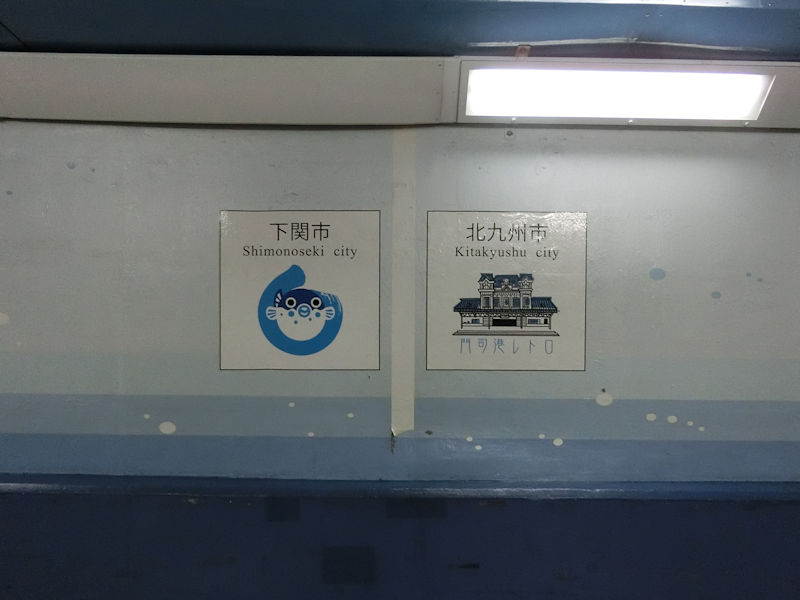 下関市
Shimonoseki city
北九州市
Kitakyushu city
門司港レトロ